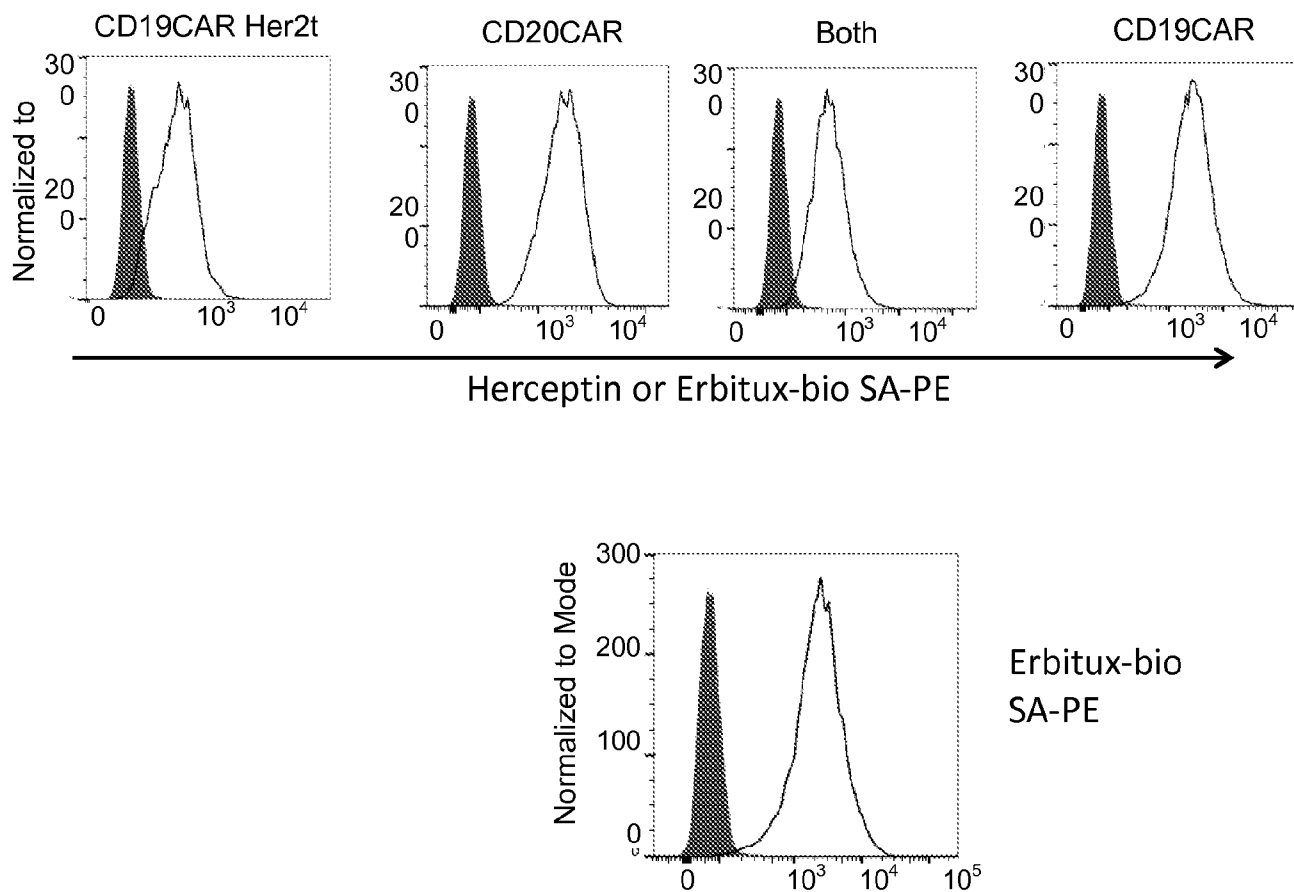 CD19CAR Her2t CD20CAR Both CD19CAR
30 30 30 30
0 0 0 0
Normalized to
20 20 20 20
0 0 0 0
0 10³ 10⁴ 0 10³ 10⁴ 0 10³ 10⁴ 0 10³ 10⁴
Herceptin or Erbitux-bio SA-PE
300
Normalized to Mode
200
Erbitux-bio
SA-PE
100
0
0 10³ 10⁴ 10⁵